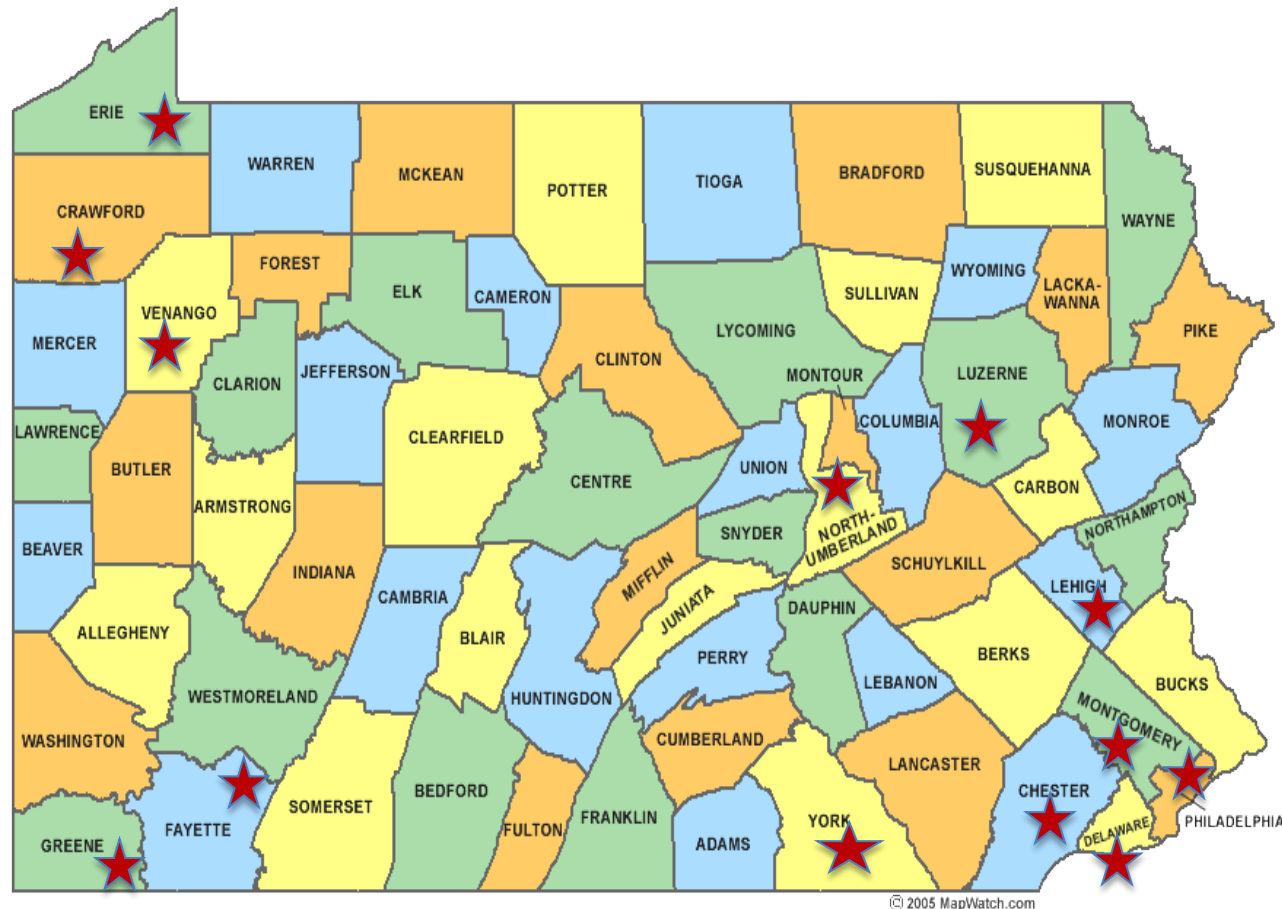 ERIE
WARREN
MCKEAN
POTTER
TIOGA
BRADFORD
SUSQUEHANNA
WAYNE
CRAWFORD
FOREST
ELK
CAMERON
WYOMING
LACKA-
WANNA
SULLIVAN
VENANGO
MERCER
CLARION
JEFFERSON
CLINTON
LYCOMING
PIKE
MONTOUR
COLUMBIA
LUZERNE
MONROE
LAWRENCE
BUTLER
ARMSTRONG
CLEARFIELD
CENTRE
UNION
SNYDER
NORTH-
UMBERLAND
CARBON
NORTHAMPTON
BEAVER
INDIANA
CAMBRIA
BLAIR
MIFFLIN
JUNIATA
DAUPHIN
SCHUYLKILL
LEHIGH
ALLEGHENY
WESTMORELAND
HUNTINGDON
PERRY
LEBANON
BERKS
BUCKS
MONTGOMERY
WASHINGTON
CUMBERLAND
LANCASTER
CHESTER
GREENE
FAYETTE
SOMERSET
BEDFORD
FULTON
FRANKLIN
ADAMS
YORK
DELAWARE
PHILADELPHIA
© 2005 MapWatch.com